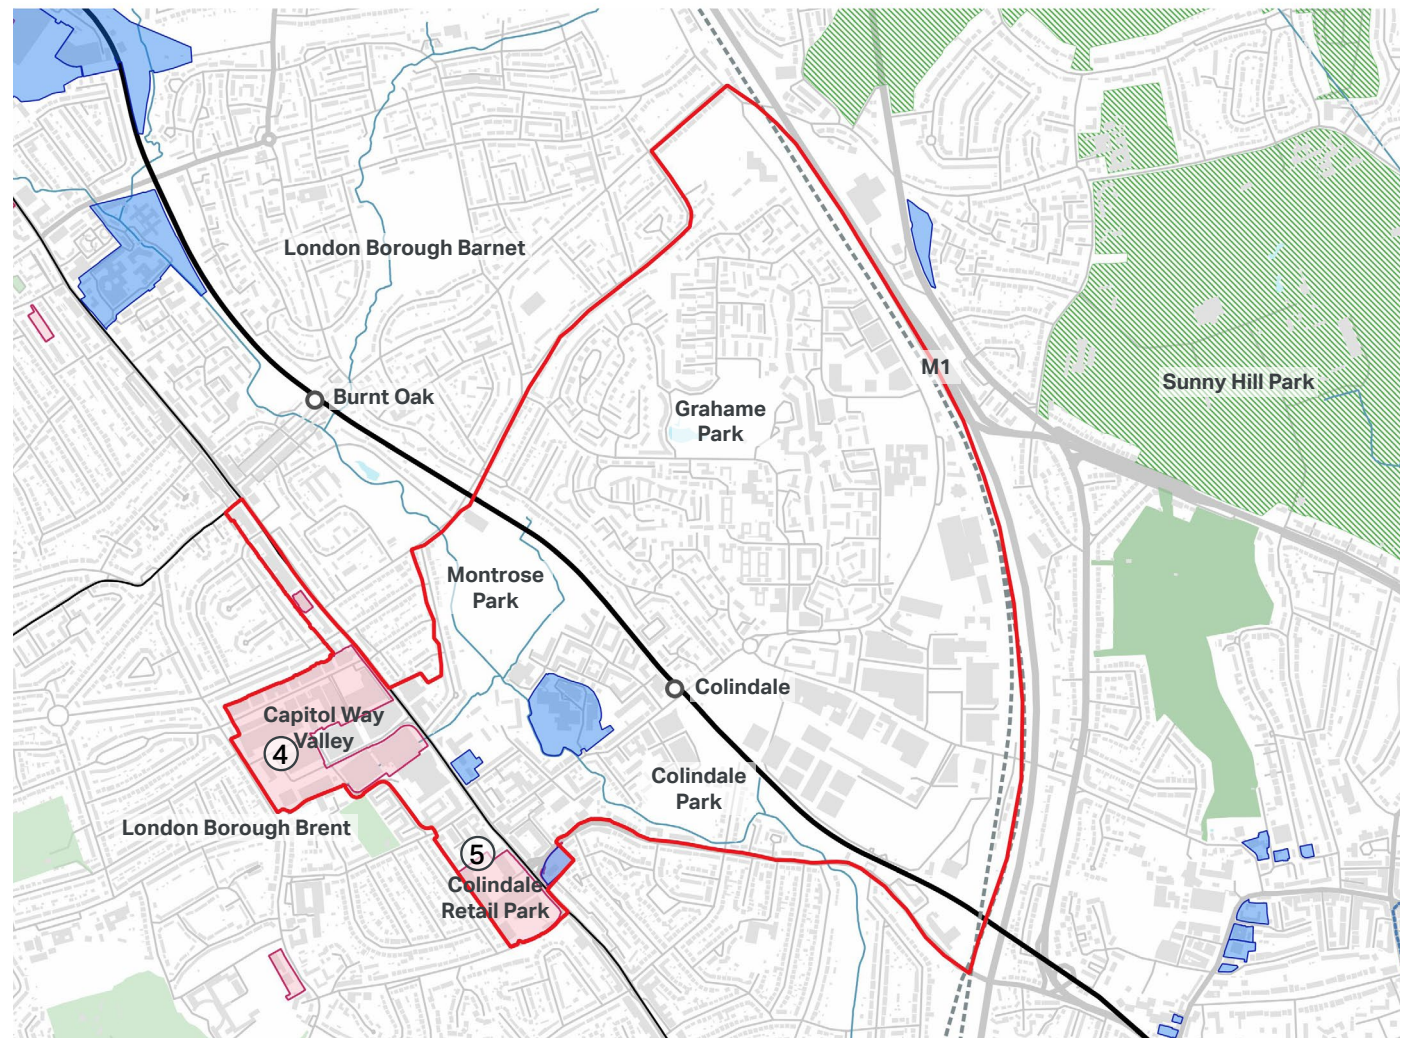 London Borough Barnet
M1
Sunny Hill Park
Burnt Oak
Grahame
Park
Montrose
Park
Colindale
Capitol Way
Valley
4
Colindale
Park
London Borough Brent
5
Colindale
Retail Park